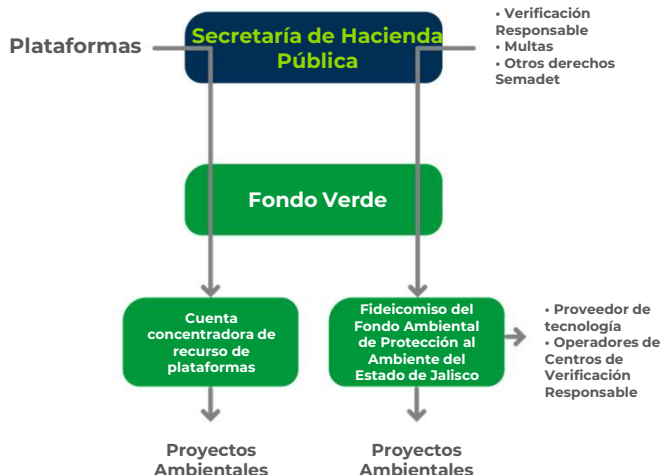 Plataformas
Secretaría de Hacienda
Pública
• Verificación
Responsable
• Multas
• Otros derechos
Semadet
Fondo Verde
Cuenta
concentradora de
recurso de
plataformas
Fideicomiso del
Fondo Ambiental
de Protección al
Ambiente del
Estado de Jalisco
• Proveedor de
tecnología
• Operadores de
Centros de
Verificación
Responsable
Proyectos
Ambientales
Proyectos
Ambientales